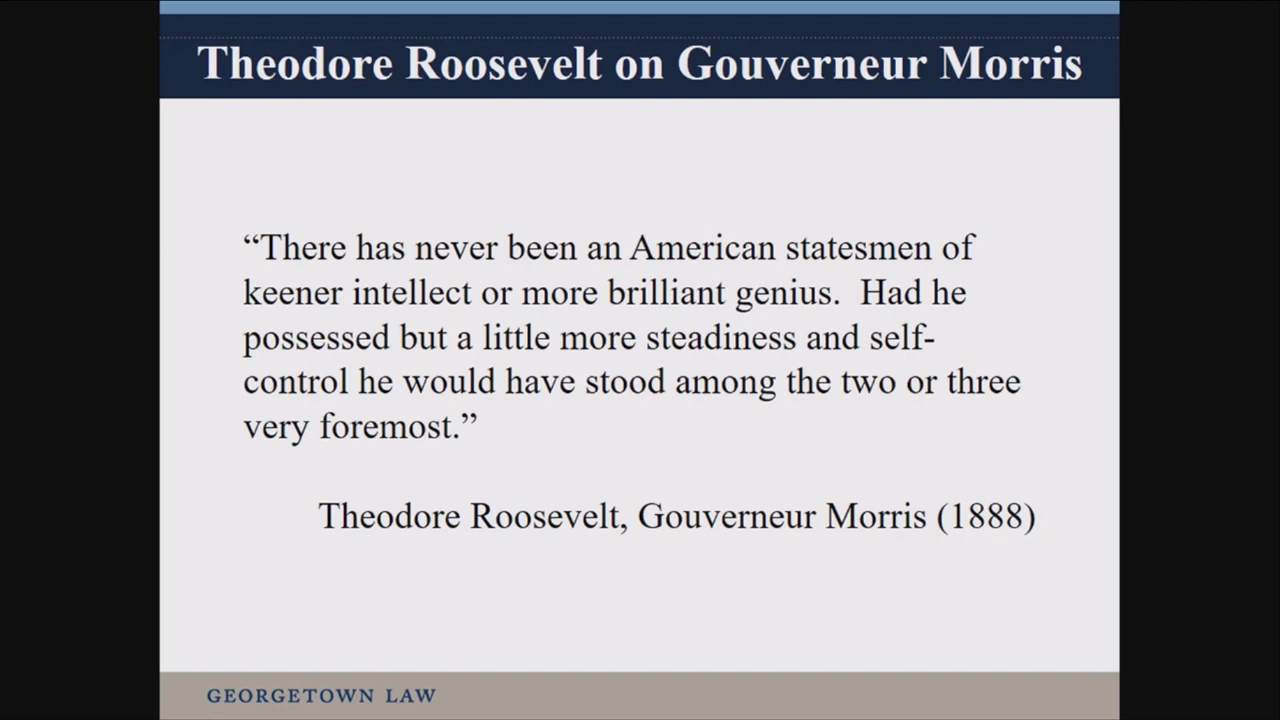 Theodore Roosevelt on Gouverneur Morris
“There has never been an American statesmen of
keener intellect or more brilliant genius.  Had he
possessed but a little more steadiness and self-
control he would have stood among the two or three
very foremost.”
Theodore Roosevelt, Gouverneur Morris (1888)
GEORGETOWN LAW